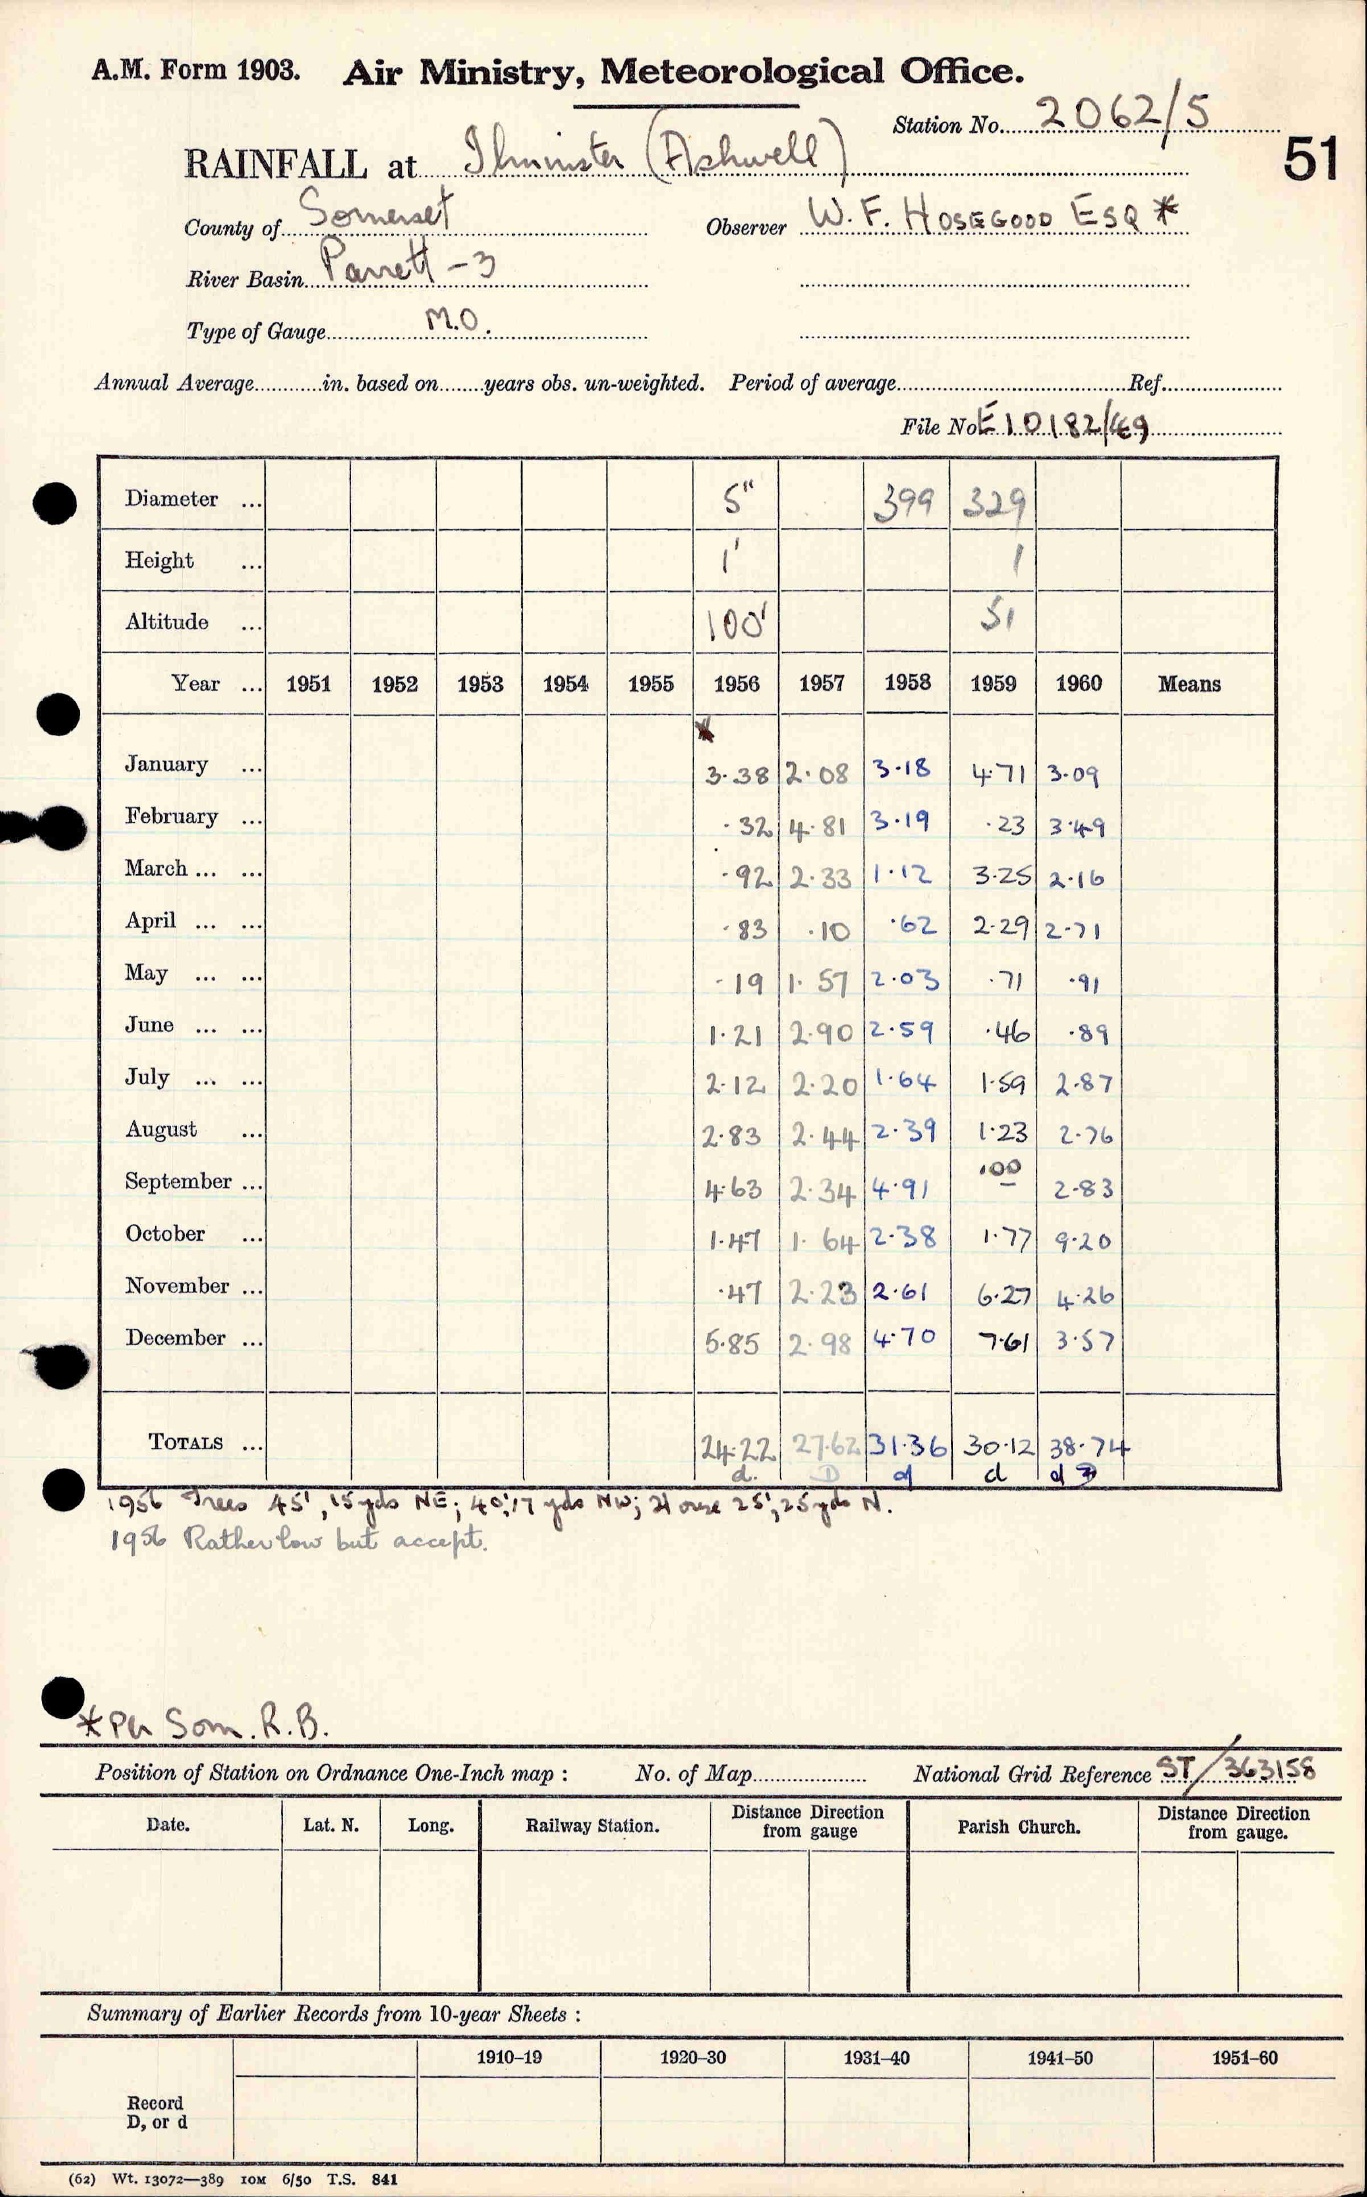 A.M. Form 1903. Air Ministry, Meteorological Office.
Station No. 2062/5
51
RAINFALL at Ilminster (Ashwell)
County of Somerset Observer W. F. HOSEGOOD ESQ *
River Basin Parrett - 3
Type of Gauge M.O.
Annual Average in. based on years obs. un-weighted. Period of average Ref.
File No E10182/49
Diameter ... 5" 399 329
Height ... 1' 1
Altitude ... 100' 51
Year ... 1951 1952 1953 1954 1955 1956 1957 1958 1959 1960 Means
*
January ... 3.38 2.08 3.18 4.71 3.09
February ... .32 4.81 3.19 .23 3.49
March ... ... .92 2.33 1.12 3.25 2.16
April ... ... .83 .10 .62 2.29 2.71
May ... ... .19 1.57 2.03 .71 .91
June ... ... 1.21 2.90 2.59 .46 .89
July ... ... 2.12 2.20 1.64 1.59 2.87
August ... 2.83 2.44 2.39 1.23 2.76
September ... 4.63 2.34 4.91 .00 2.83
October ... 1.47 1.64 2.38 1.77 9.20
November ... .47 2.23 2.61 6.27 4.26
December ... 5.85 2.98 4.70 7.61 3.57
TOTALS ... 24.22 27.62 31.36 30.12 38.74
d. D d d d
1956 Trees 45', 15 yds NE; 40', 17 yds NW; House 25', 25 yds N.
1956 Rather low but accept.
*Per Som. R.B.
Position of Station on Ordnance One-Inch map : No. of Map National Grid Reference ST/363158
Date. Lat. N. Long. Railway Station. Distance Direction from gauge Parish Church. Distance Direction from gauge.
Summary of Earlier Records from 10-year Sheets :
1910–19 1920–30 1931–40 1941–50 1951–60
Record
D, or d
(62) Wt. 13072—389 IOM 6/50 T.S. 841